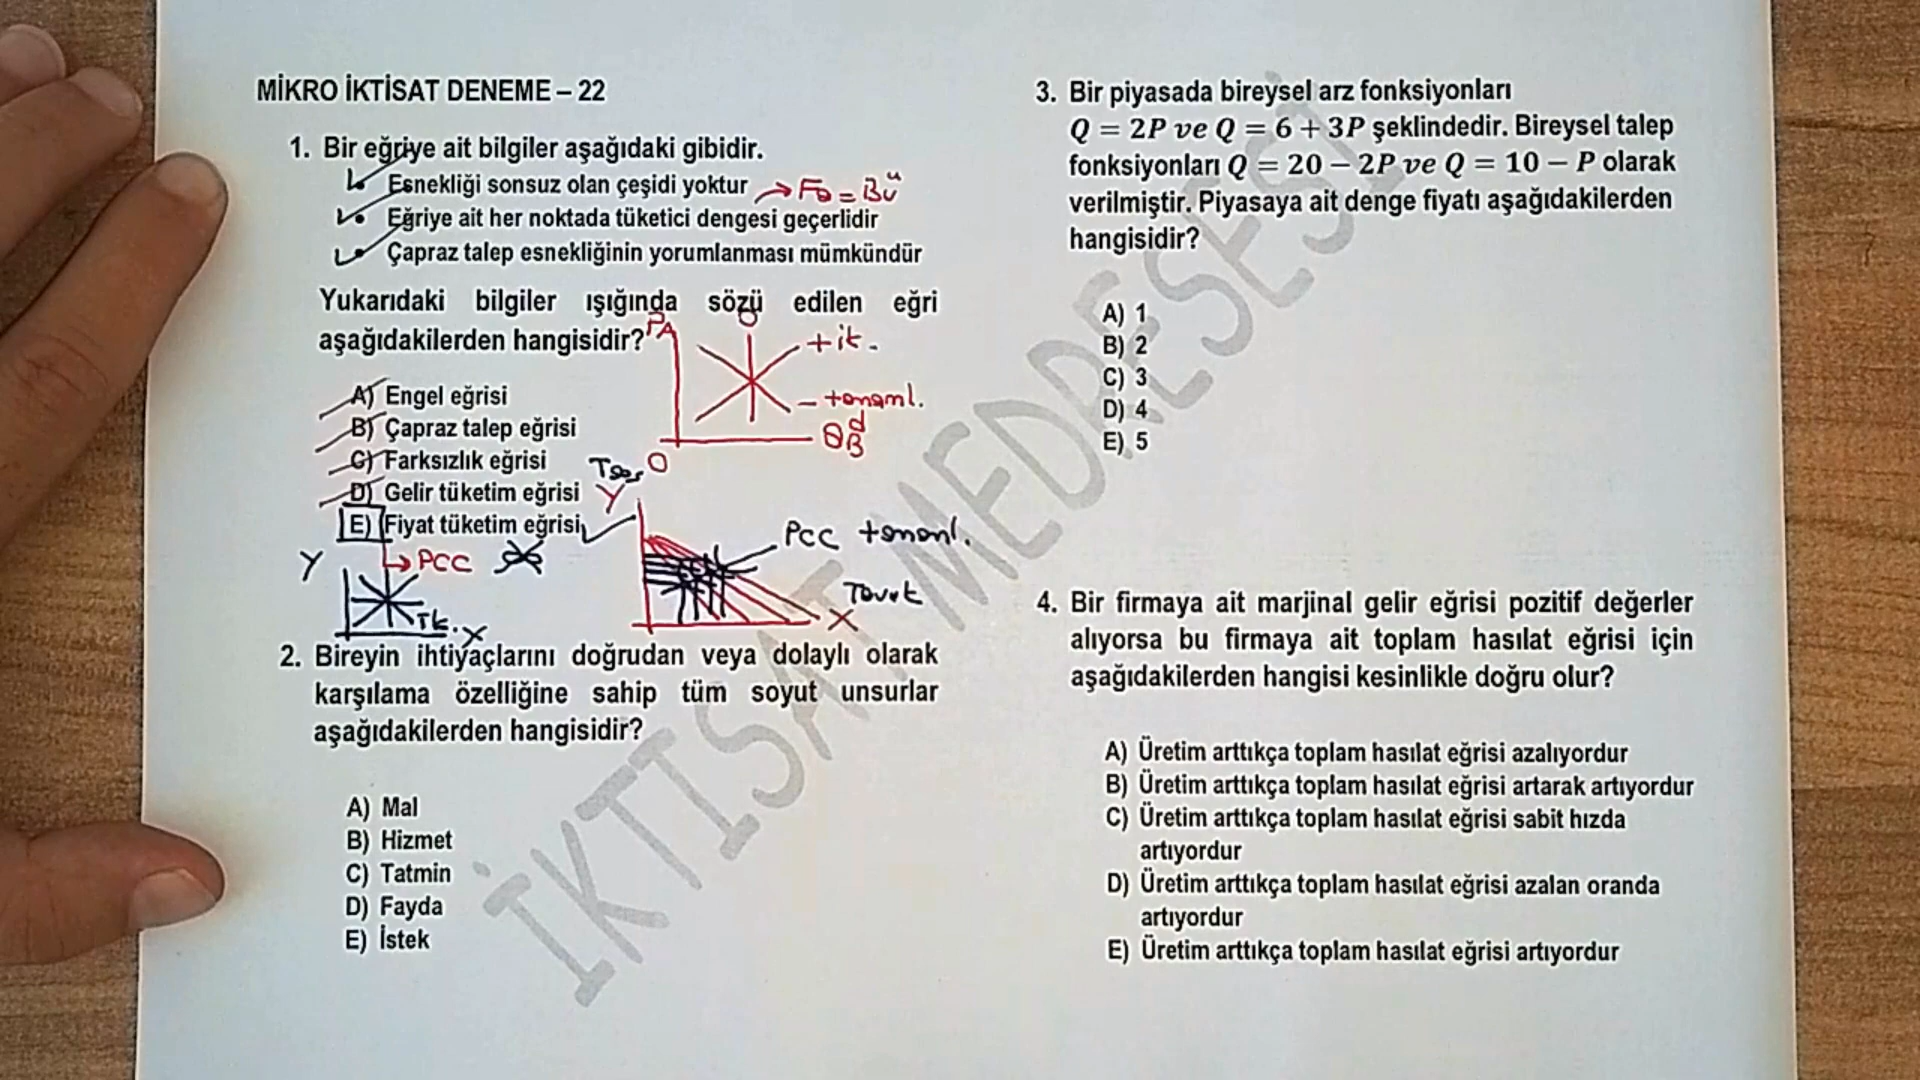 MİKRO İKTİSAT DENEME – 22
1. Bir eğriye ait bilgiler aşağıdaki gibidir.
Esnekliği sonsuz olan çeşidi yoktur → Fe = Bü
• Eğriye ait her noktada tüketici dengesi geçerlidir
• Çapraz talep esnekliğinin yorumlanması mümkündür
Yukarıdaki bilgiler ışığında sözü edilen eğri
aşağıdakilerden hangisidir?
PA
+ ik.
- tamaml.
QdB
O
A) Engel eğrisi
B) Çapraz talep eğrisi
C) Farksızlık eğrisi
D) Gelir tüketim eğrisi
E) Fiyat tüketim eğrisi
→ PCC
Y
Tk.
X
Y
PCC tamaml.
X
2. Bireyin ihtiyaçlarını doğrudan veya dolaylı olarak
karşılama özelliğine sahip tüm soyut unsurlar
aşağıdakilerden hangisidir?
A) Mal
B) Hizmet
C) Tatmin
D) Fayda
E) İstek
3. Bir piyasada bireysel arz fonksiyonları
Q = 2P ve Q = 6 + 3P şeklindedir. Bireysel talep
fonksiyonları Q = 20 – 2P ve Q = 10 – P olarak
verilmiştir. Piyasaya ait denge fiyatı aşağıdakilerden
hangisidir?
A) 1
B) 2
C) 3
D) 4
E) 5
4. Bir firmaya ait marjinal gelir eğrisi pozitif değerler
alıyorsa bu firmaya ait toplam hasılat eğrisi için
aşağıdakilerden hangisi kesinlikle doğru olur?
A) Üretim arttıkça toplam hasılat eğrisi azalıyordur
B) Üretim arttıkça toplam hasılat eğrisi artarak artıyordur
C) Üretim arttıkça toplam hasılat eğrisi sabit hızda
artıyordur
D) Üretim arttıkça toplam hasılat eğrisi azalan oranda
artıyordur
E) Üretim arttıkça toplam hasılat eğrisi artıyordur
İKTİSAT MEDRESESİ